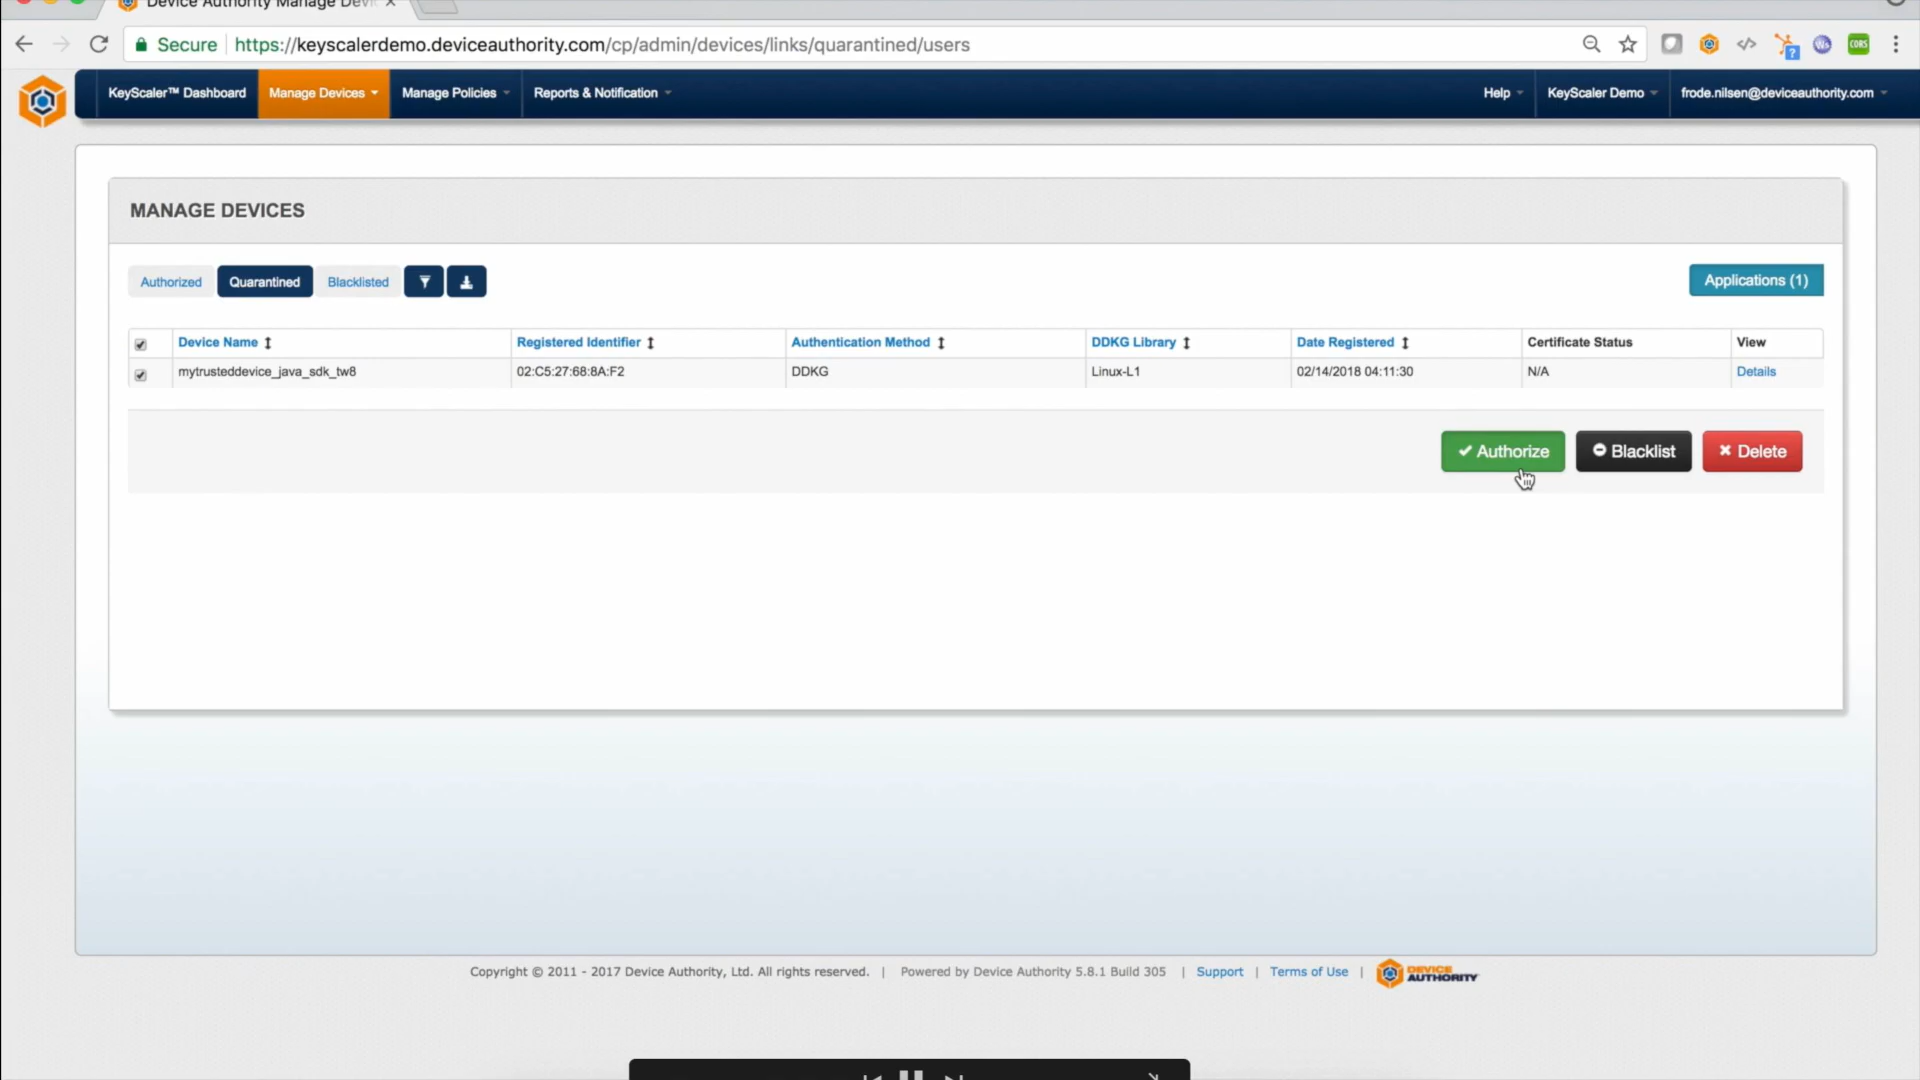 Device Authority Manage Devi
Secure https://keyscalerdemo.deviceauthority.com/cp/admin/devices/links/quarantined/users
CORS
KeyScaler™ Dashboard Manage Devices Manage Policies Reports & Notification Help KeyScaler Demo frode.nilsen@deviceauthority.com
MANAGE DEVICES
Authorized Quarantined Blacklisted Applications (1)
Device Name Registered Identifier Authentication Method DDKG Library Date Registered Certificate Status View
mytrusteddevice_java_sdk_tw8 02:C5:27:68:8A:F2 DDKG Linux-L1 02/14/2018 04:11:30 N/A Details
Authorize Blacklist Delete
Copyright © 2011 - 2017 Device Authority, Ltd. All rights reserved. | Powered by Device Authority 5.8.1 Build 305 | Support | Terms of Use | DEVICE AUTHORITY